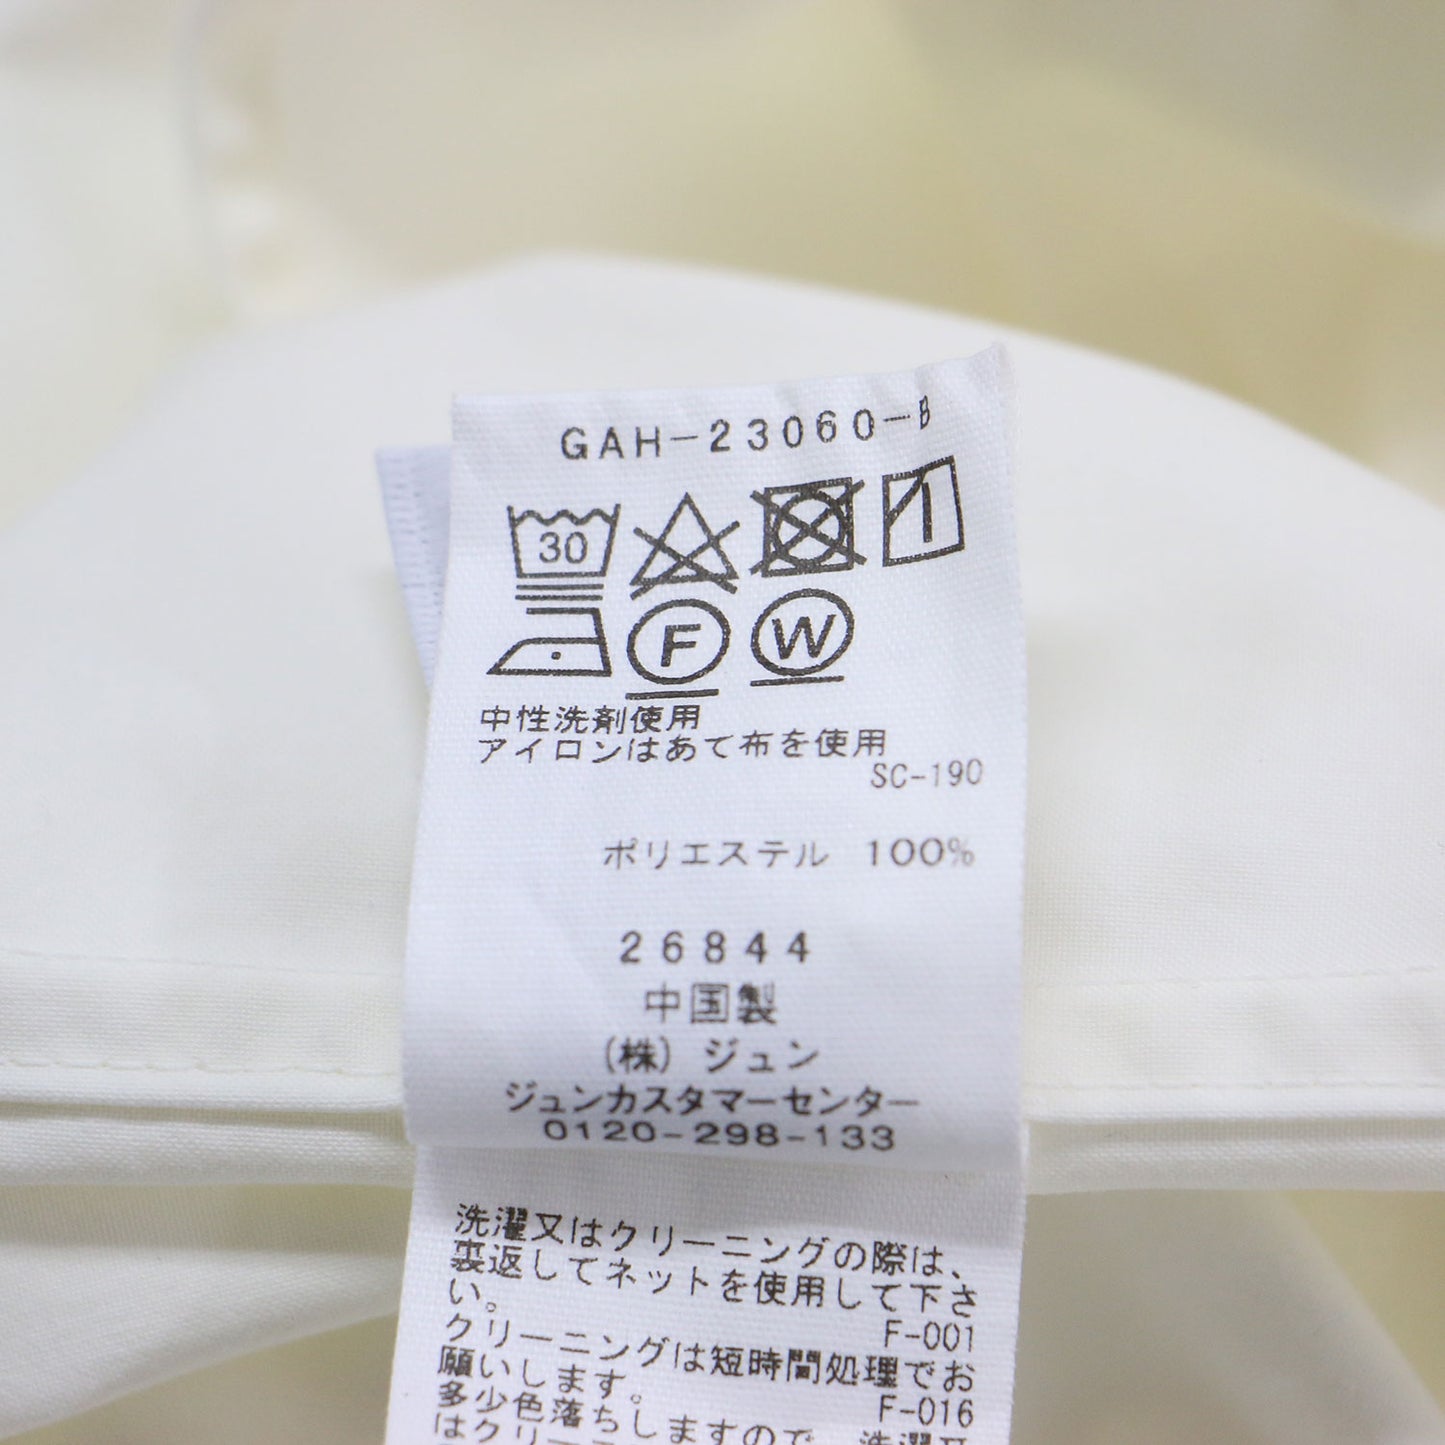 GAH-23060-B
30
F W
中性洗剤使用
アイロンはあて布を使用
SC-190
ポリエステル 100%
26844
中国製
(株) ジュン
ジュンカスタマーセンター
0120-298-133
洗濯又はクリーニングの際は、
裏返してネットを使用して下さ
い。
F-001
クリーニングは短時間処理でお
願いします。
F-016
多少色落ちしますので、洗濯又
はクリー